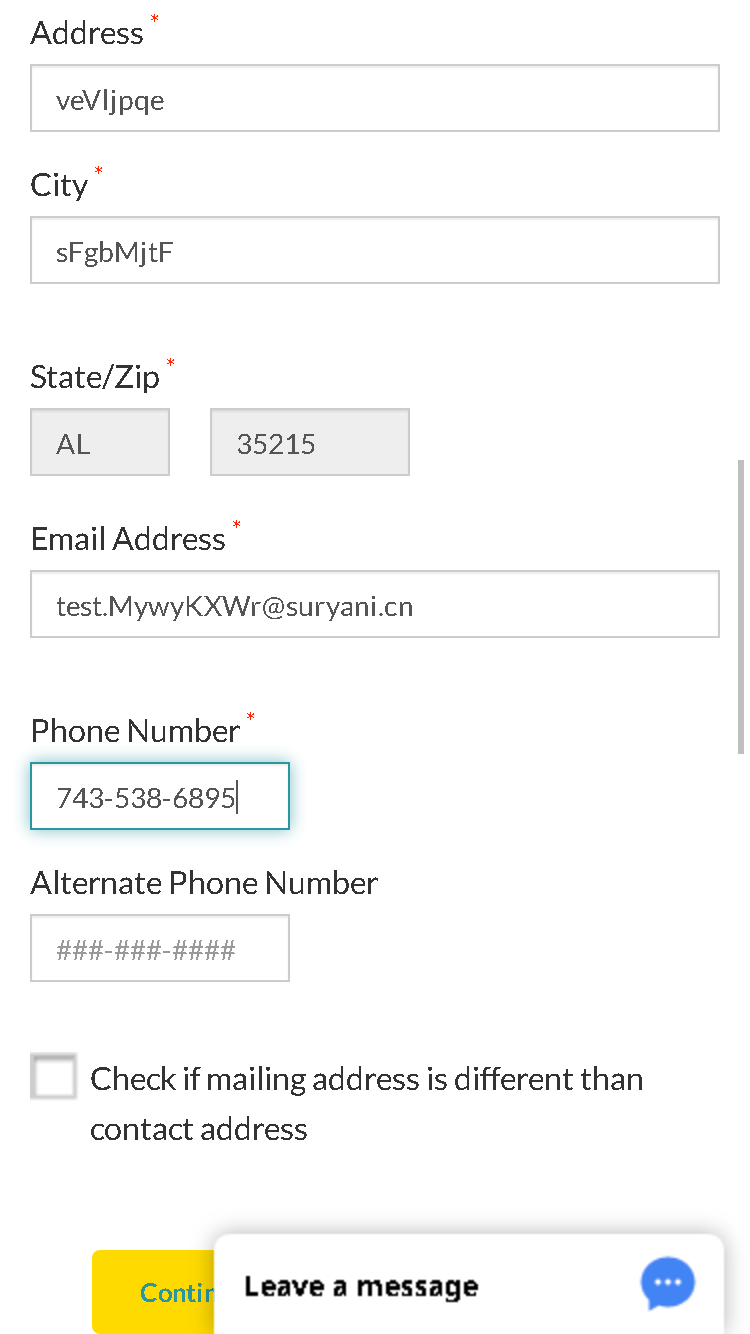 Address *
veVljpqe
City *
sFgbMjtF
State/Zip *
AL 35215
Email Address *
test.MywyKXWr@suryani.cn
Phone Number *
743-538-6895
Alternate Phone Number
###-###-####
Check if mailing address is different than
contact address
Contin
Leave a message